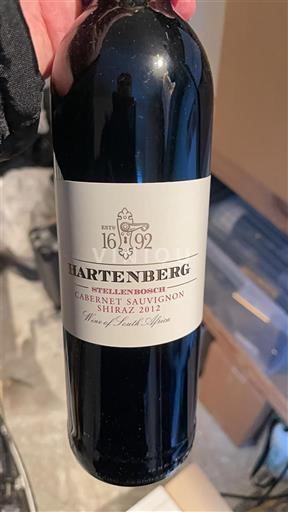 ESTD
16 92
HARTENBERG
STELLENBOSCH
CABERNET SAUVIGNON
SHIRAZ 2012
Wine of South Africa